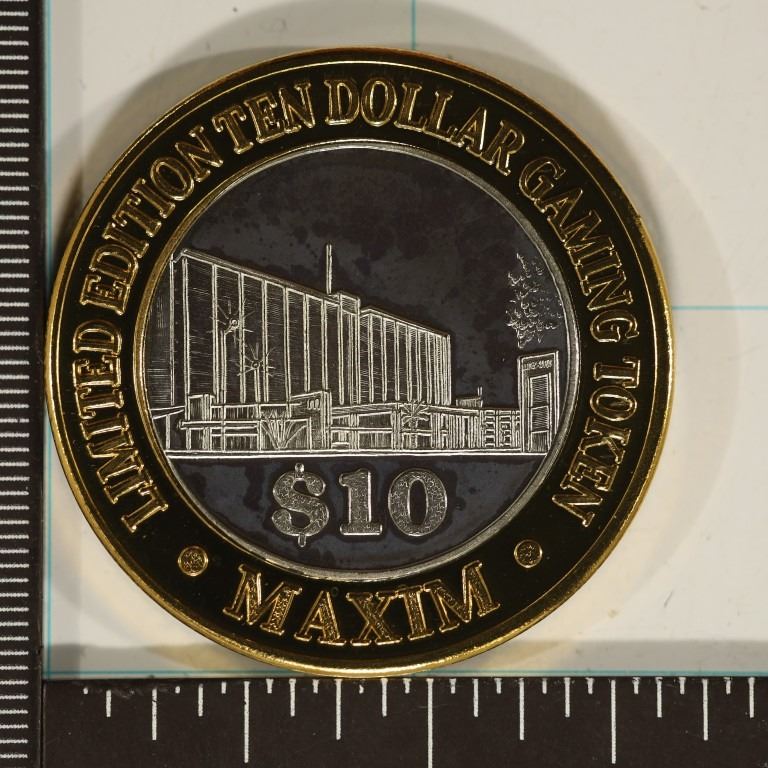 LIMITED EDITION TEN DOLLAR GAMING TOKEN
$10
MAXIM